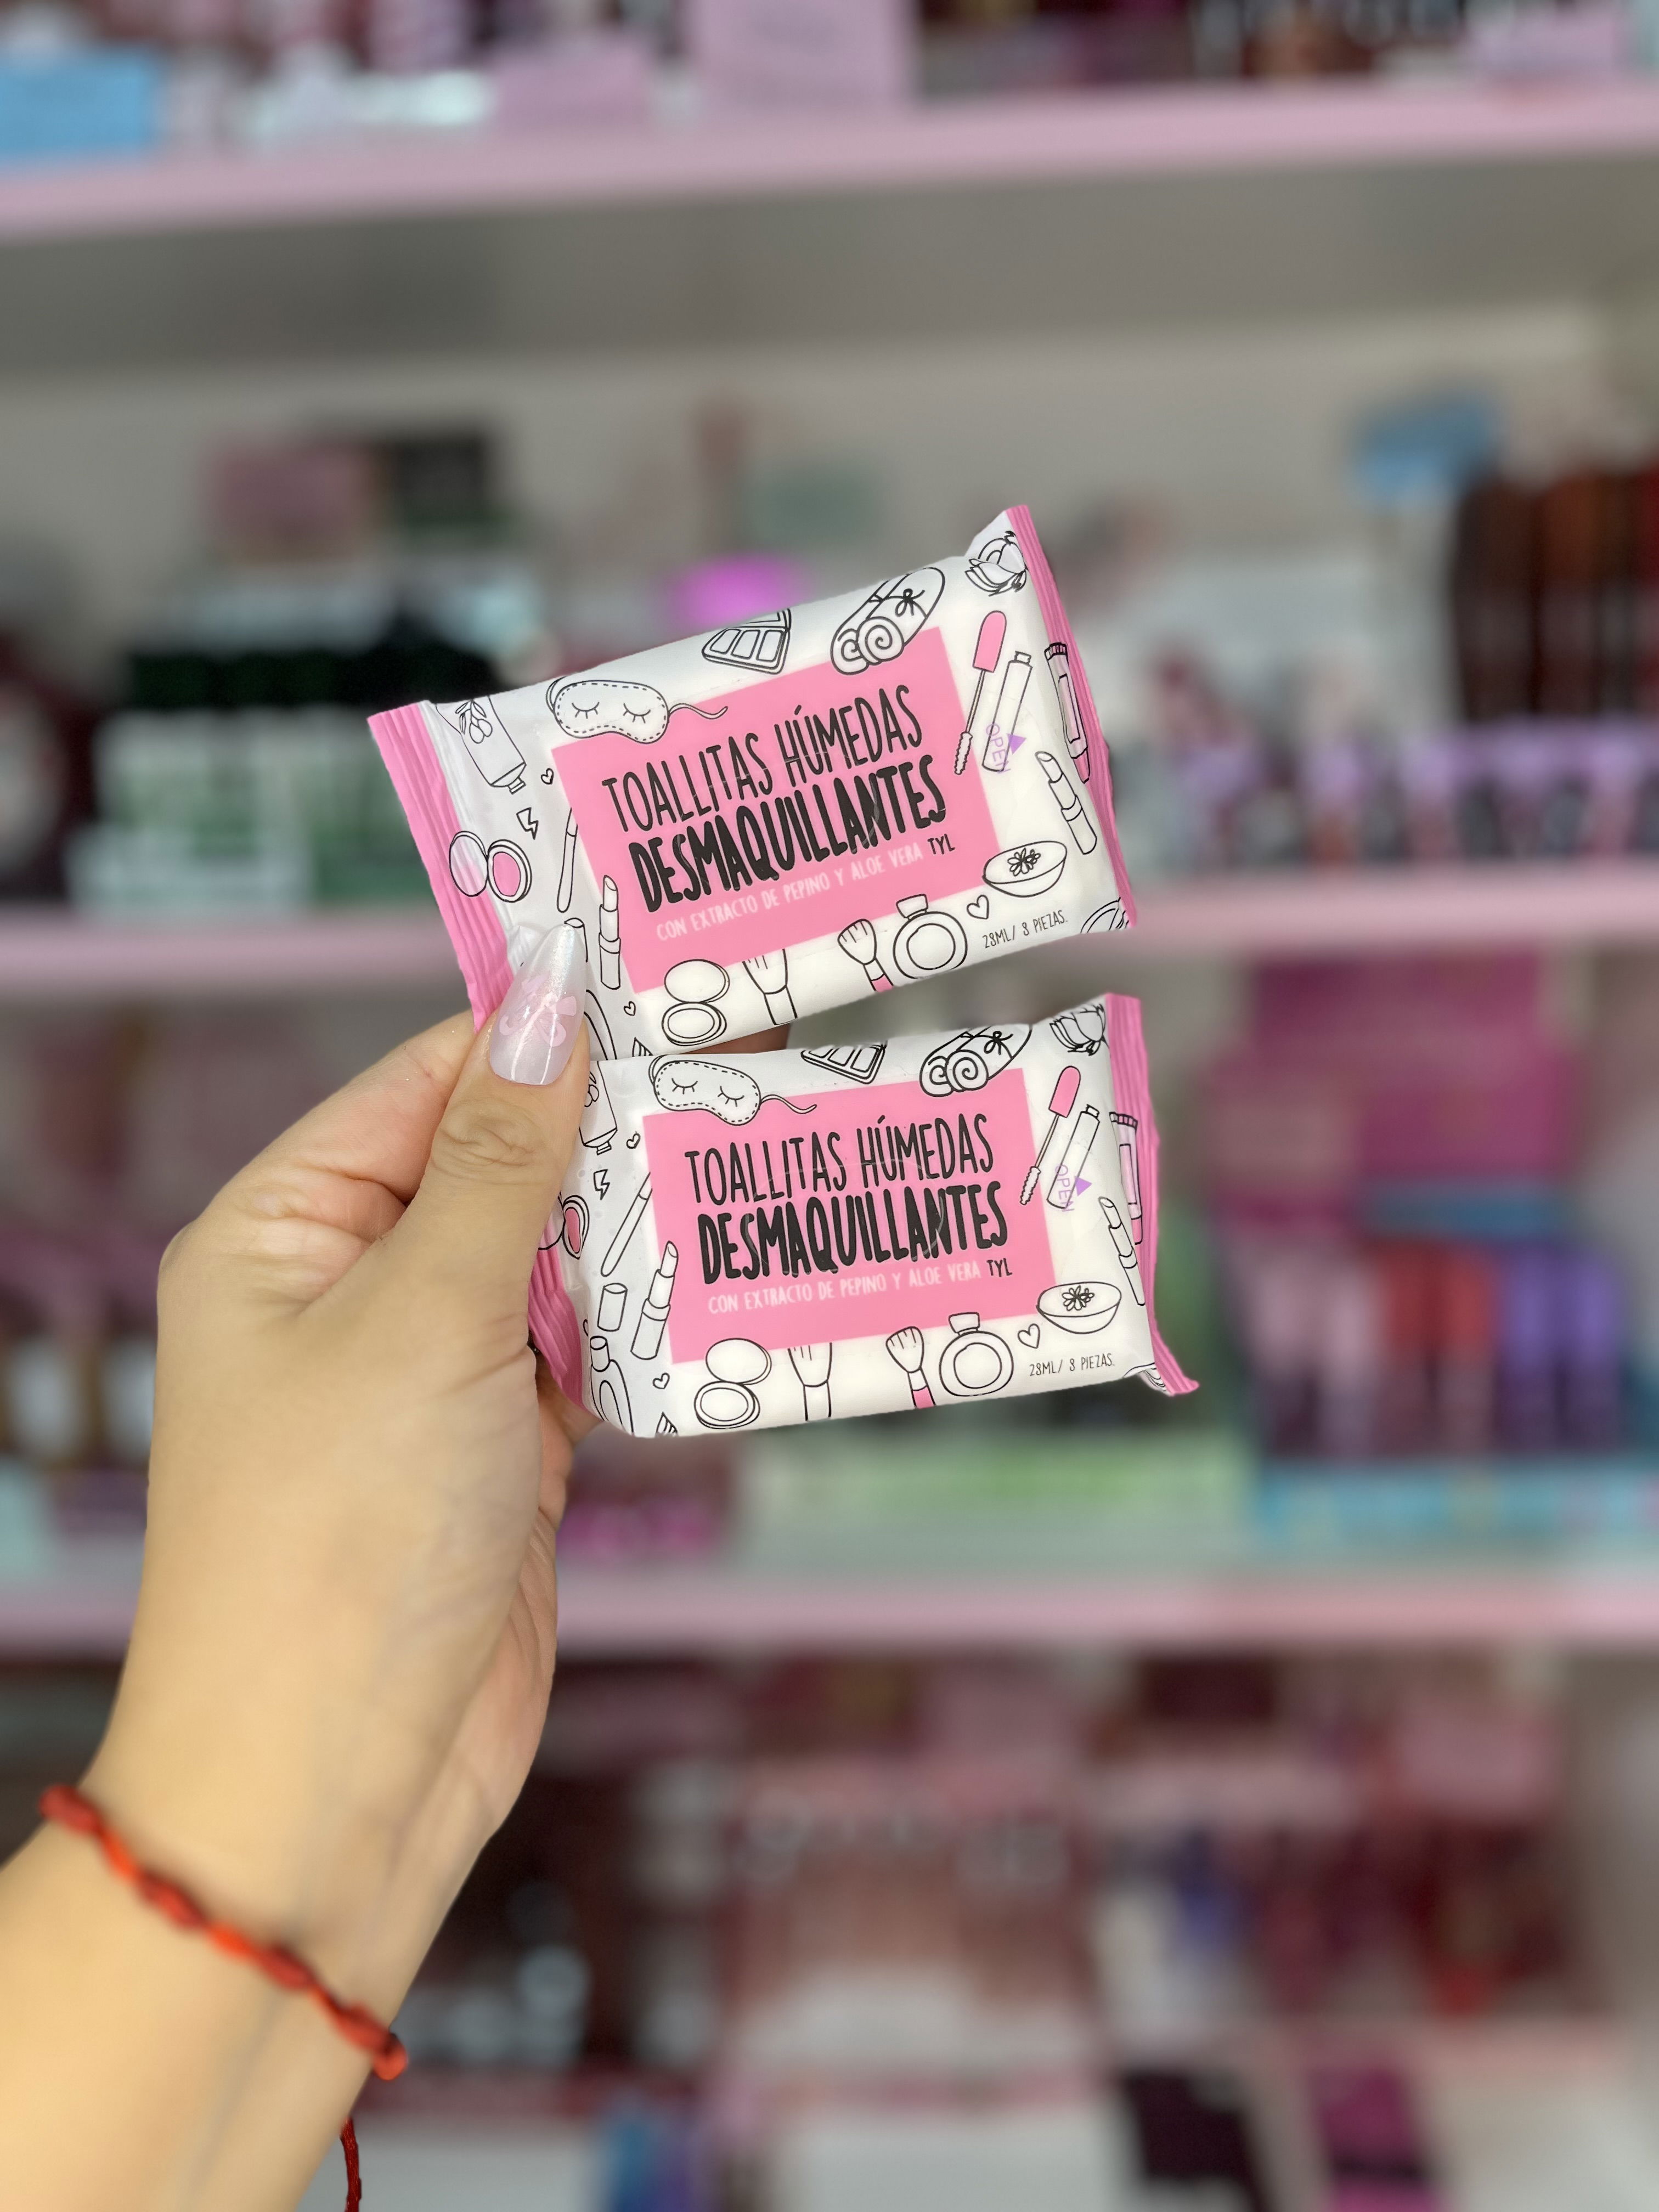 TOALLITAS HÚMEDAS
DESMAQUILLANTES
CON EXTRACTO DE PEPINO Y ALOE VERA TYL
OPEN
28ML/ 8 PIEZAS.
TOALLITAS HÚMEDAS
DESMAQUILLANTES
CON EXTRACTO DE PEPINO Y ALOE VERA TYL
OPEN
28ML/ 8 PIEZAS.